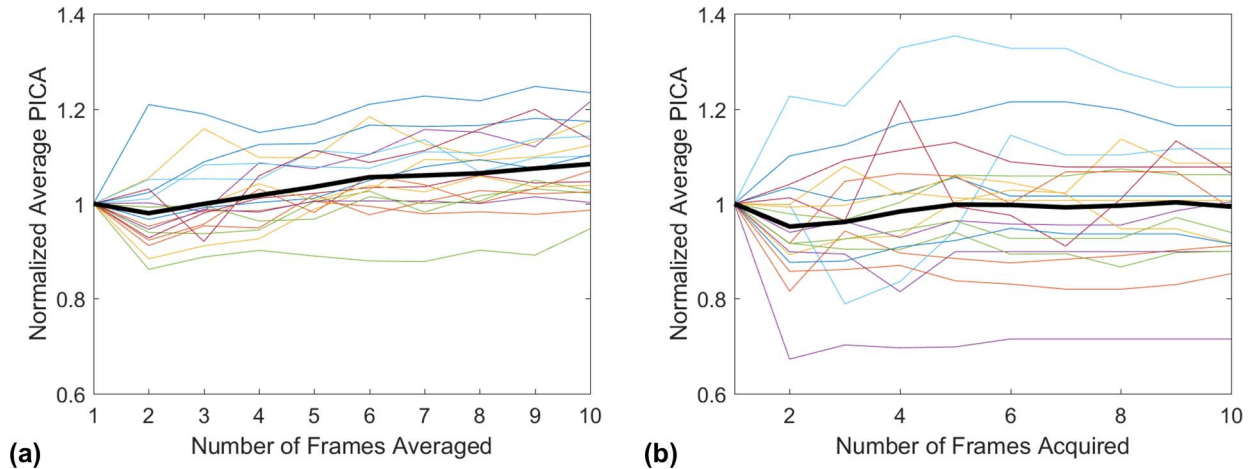 1.4
1.2
1
0.8
0.6
Normalized Average PICA
1 2 3 4 5 6 7 8 9 10
Number of Frames Averaged
(a)
1.4
1.2
1
0.8
0.6
Normalized Average PICA
2 4 6 8 10
Number of Frames Acquired
(b)